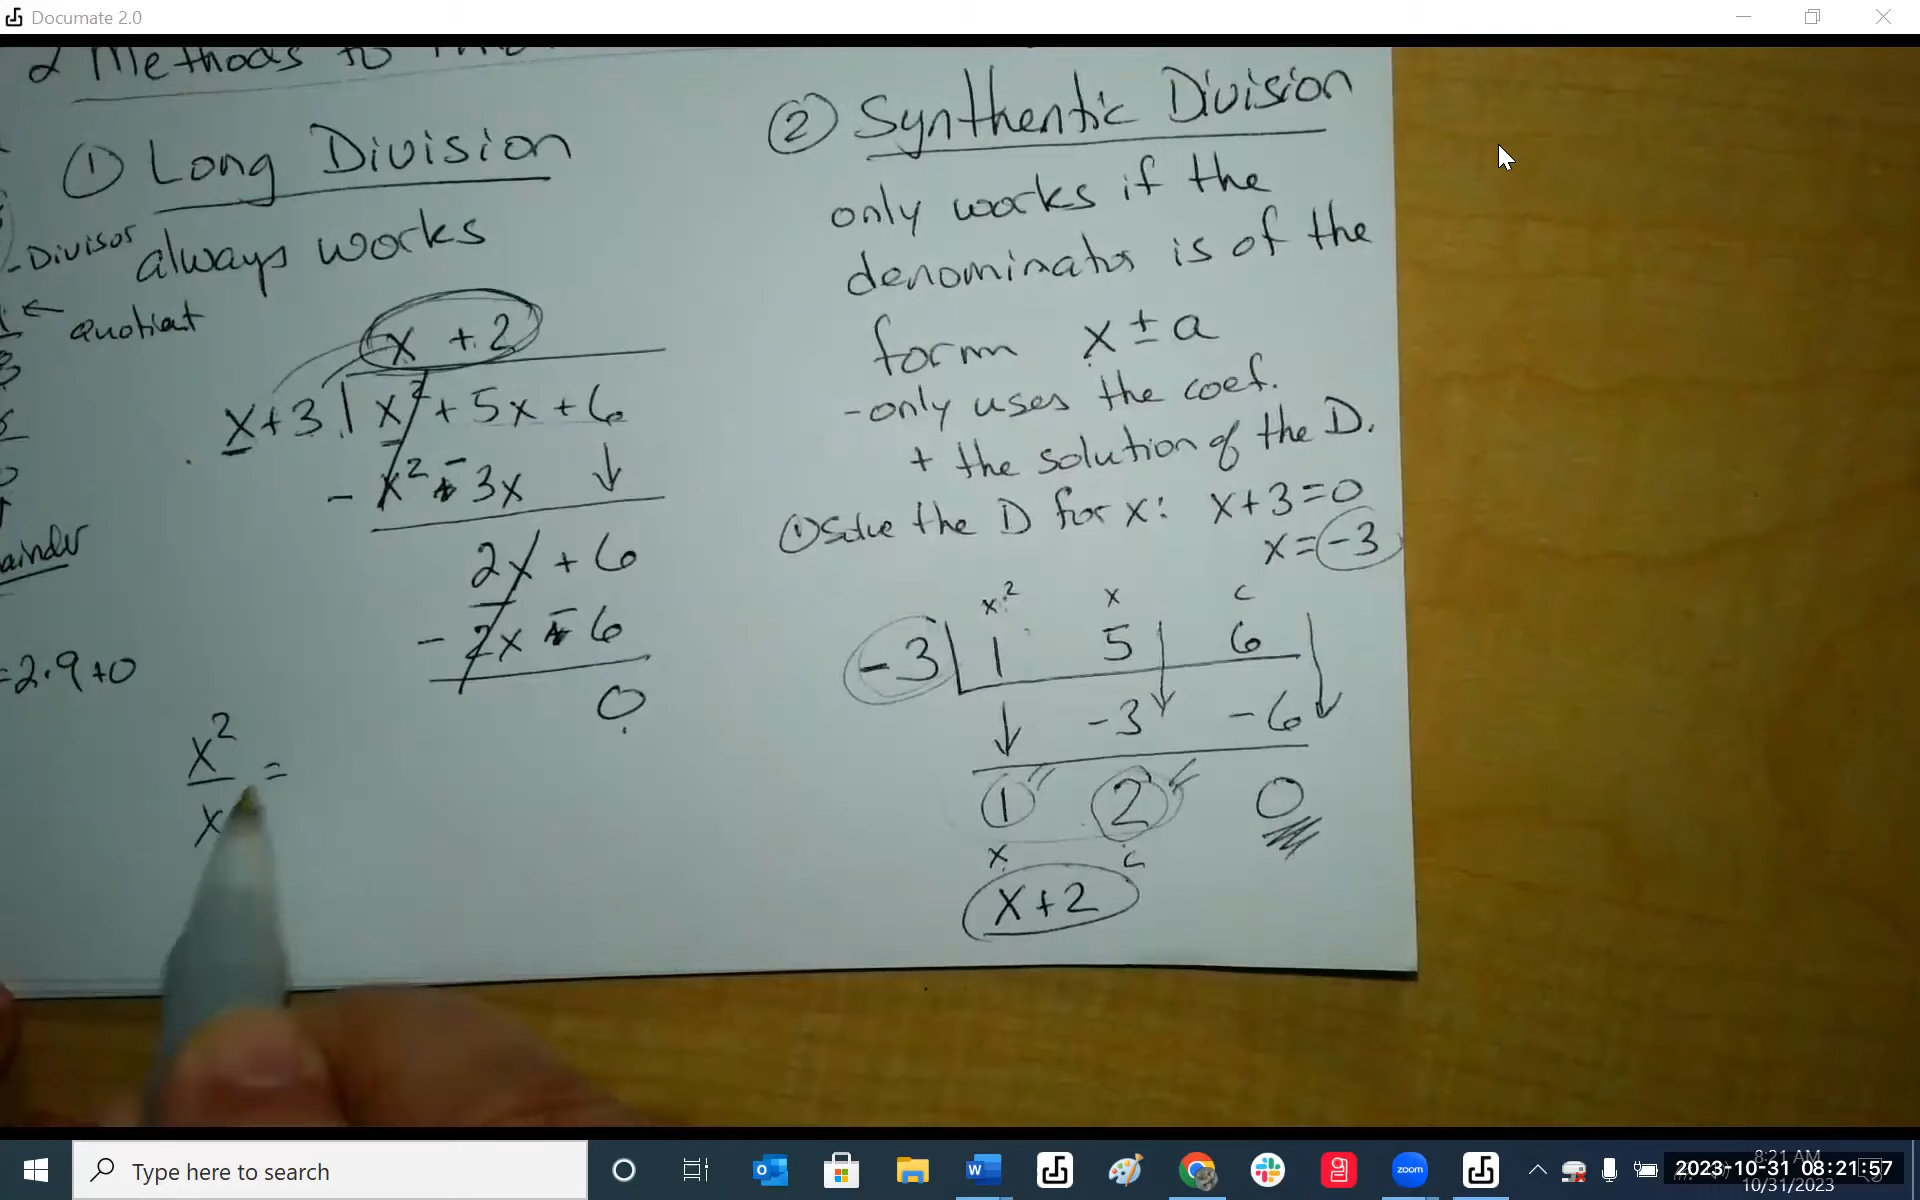 Documate 2.0
2 Methods to
① Long Division
always works
- Divisor
← quotient
x + 2
x+3 | x² + 5x + 6
- x² - 3x ↓
2x + 6
- 2x - 6
0
=2·9+0
x²
x =
② Synthentic Division
only works if the
denominator is of the
form x ± a
- only uses the coef.
+ the solution of the D.
① Solve the D for x: x+3=0
x = -3
x² x c
-3 | 1 5 6
↓ -3 ↓ -6 ↓
1 2 0
x c
x+2
Type here to search
zoom
8:21 AM
2023-10-31 08:21:57
10/31/2023